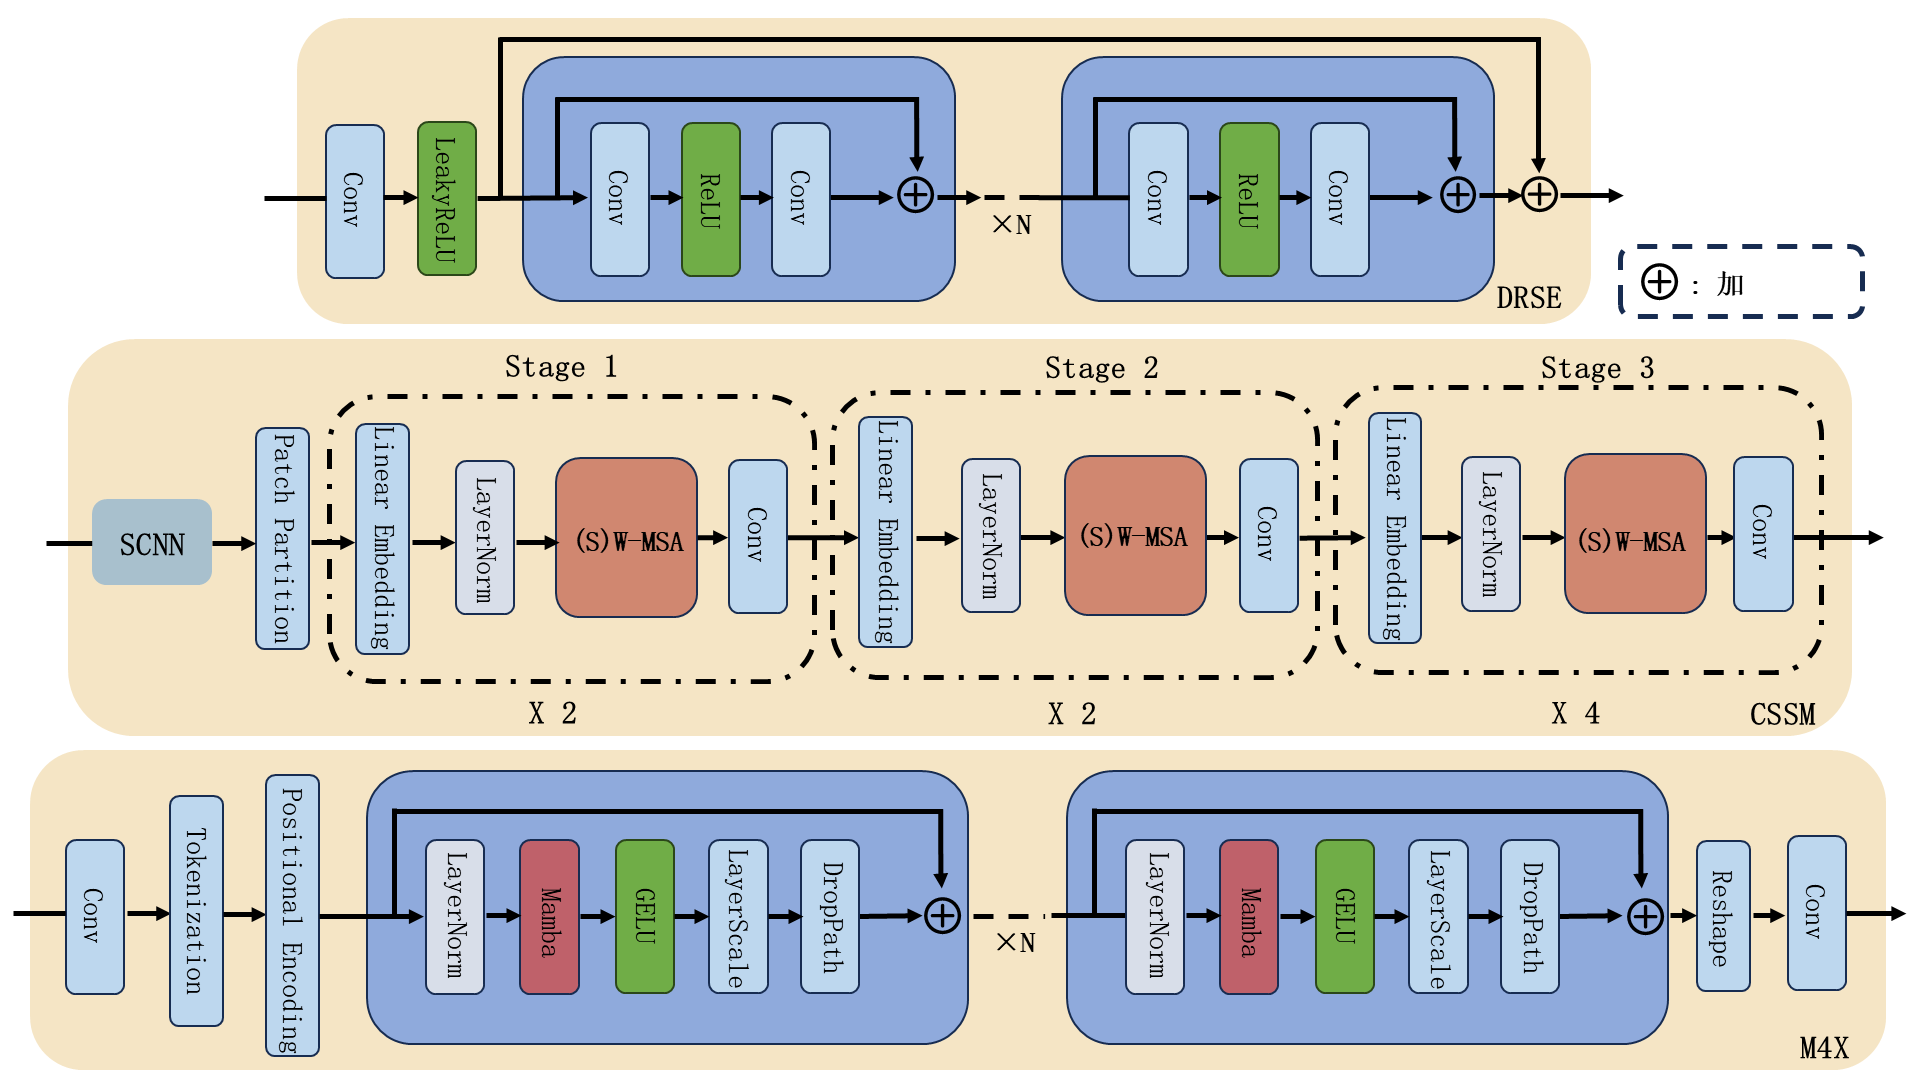 Conv
LeakyReLU
Conv
ReLU
Conv
×N
Conv
ReLU
Conv
DRSE
: 加
Stage 1
Stage 2
Stage 3
SCNN
Patch Partition
Linear Embedding
LayerNorm
(S)W-MSA
Conv
Linear Embedding
LayerNorm
(S)W-MSA
Conv
Linear Embedding
LayerNorm
(S)W-MSA
Conv
X 2
X 2
X 4
CSSM
Conv
Tokenization
Positional Encoding
LayerNorm
Mamba
GELU
LayerScale
DropPath
×N
LayerNorm
Mamba
GELU
LayerScale
DropPath
Reshape
Conv
M4X